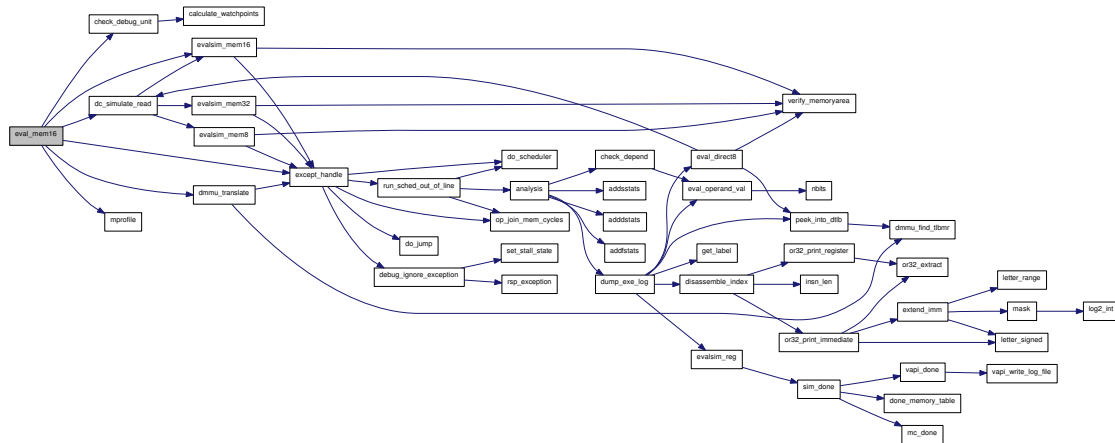 calculate_watchpoints
check_debug_unit
evalsim_mem16
dc_simulate_read
evalsim_mem32
verify_memoryarea
eval_mem16
evalsim_mem8
do_scheduler
check_depend
eval_direct8
except_handle
run_sched_out_of_line
analysis
addsstats
eval_operand_val
nbits
dmmu_translate
mprofile
op_join_mem_cycles
adddstats
peek_into_dtlb
dmmu_find_tlbmr
do_jump
addfstats
get_label
or32_print_register
set_stall_state
debug_ignore_exception
rsp_exception
dump_exe_log
disassemble_index
insn_len
or32_extract
letter_range
extend_imm
mask
log2_int
or32_print_immediate
letter_signed
evalsim_reg
vapi_done
vapi_write_log_file
sim_done
done_memory_table
mc_done